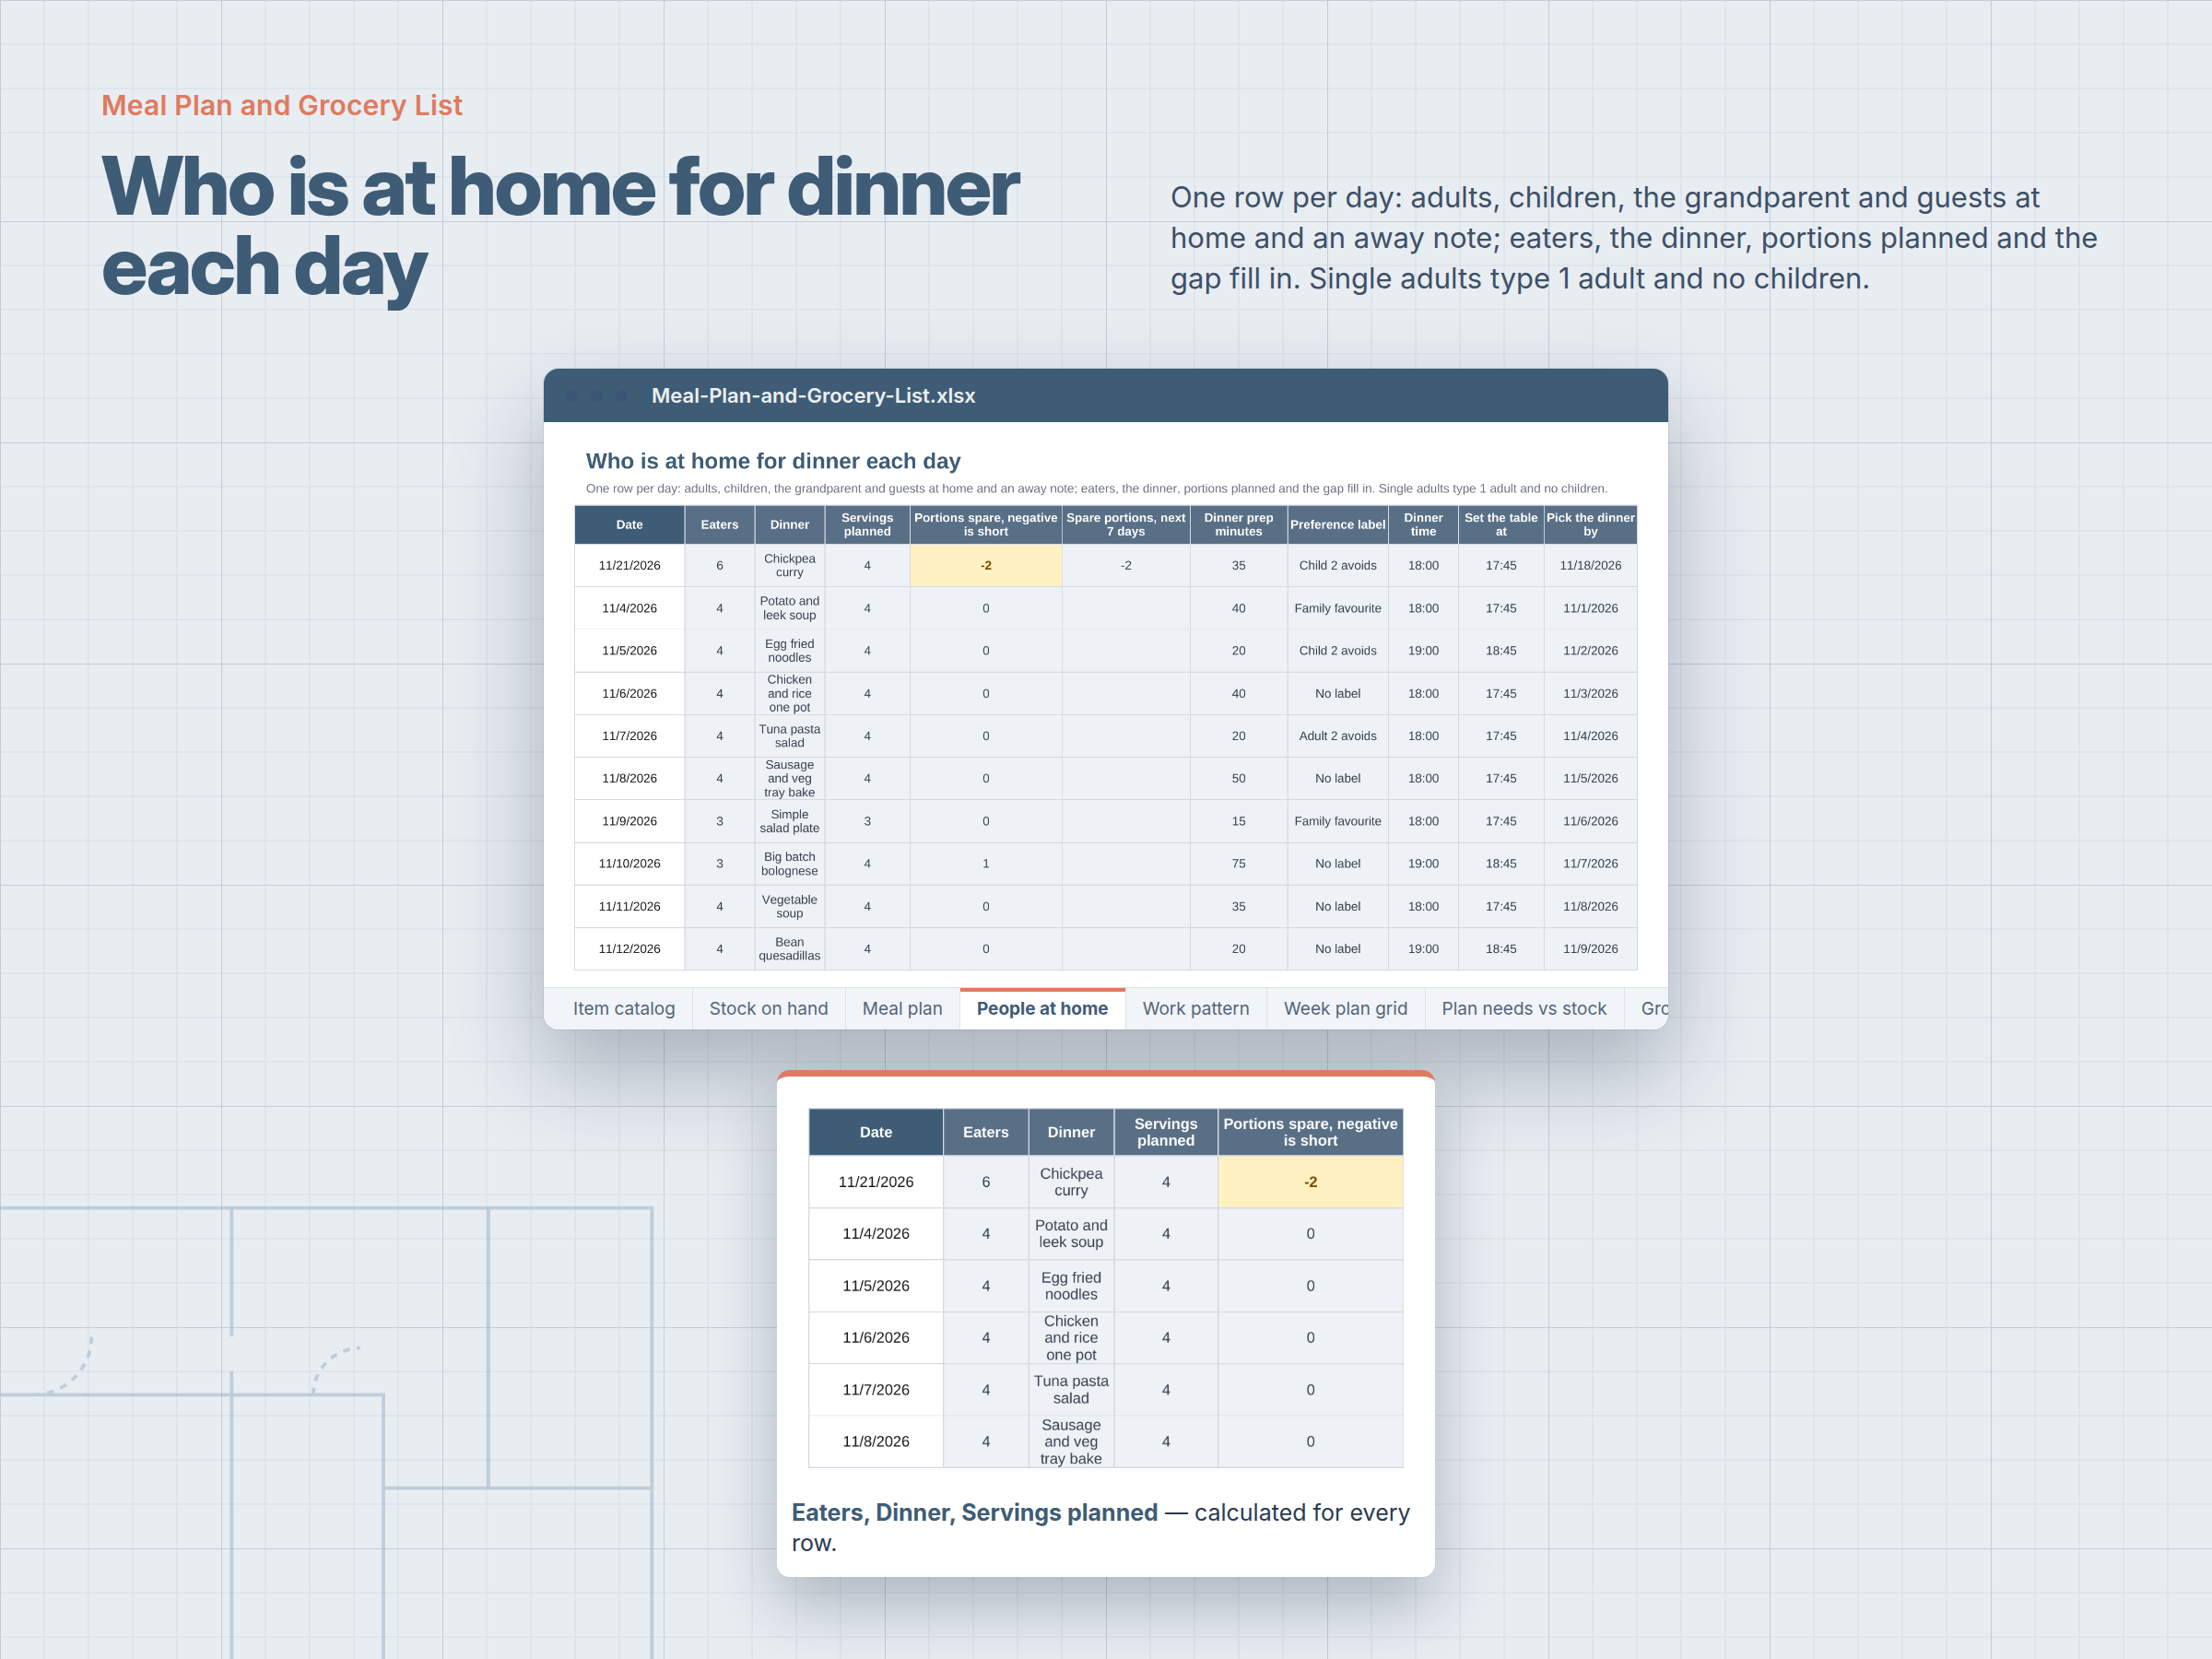 Meal Plan and Grocery List
Who is at home for dinner
each day
One row per day: adults, children, the grandparent and guests at
home and an away note; eaters, the dinner, portions planned and the
gap fill in. Single adults type 1 adult and no children.
Meal-Plan-and-Grocery-List.xlsx
Who is at home for dinner each day
One row per day: adults, children, the grandparent and guests at home and an away note; eaters, the dinner, portions planned and the gap fill in. Single adults type 1 adult and no children.
Date Eaters Dinner Servings planned Portions spare, negative is short Spare portions, next 7 days Dinner prep minutes Preference label Dinner time Set the table at Pick the dinner by
11/21/2026 6 Chickpea curry 4 -2 -2 35 Child 2 avoids 18:00 17:45 11/18/2026
11/4/2026 4 Potato and leek soup 4 0 40 Family favourite 18:00 17:45 11/1/2026
11/5/2026 4 Egg fried noodles 4 0 20 Child 2 avoids 19:00 18:45 11/2/2026
11/6/2026 4 Chicken and rice one pot 4 0 40 No label 18:00 17:45 11/3/2026
11/7/2026 4 Tuna pasta salad 4 0 20 Adult 2 avoids 18:00 17:45 11/4/2026
11/8/2026 4 Sausage and veg tray bake 4 0 50 No label 18:00 17:45 11/5/2026
11/9/2026 3 Simple salad plate 3 0 15 Family favourite 18:00 17:45 11/6/2026
11/10/2026 3 Big batch bolognese 4 1 75 No label 19:00 18:45 11/7/2026
11/11/2026 4 Vegetable soup 4 0 35 No label 18:00 17:45 11/8/2026
11/12/2026 4 Bean quesadillas 4 0 20 No label 19:00 18:45 11/9/2026
Item catalog Stock on hand Meal plan People at home Work pattern Week plan grid Plan needs vs stock
Date Eaters Dinner Servings planned Portions spare, negative is short
11/21/2026 6 Chickpea curry 4 -2
11/4/2026 4 Potato and leek soup 4 0
11/5/2026 4 Egg fried noodles 4 0
11/6/2026 4 Chicken and rice one pot 4 0
11/7/2026 4 Tuna pasta salad 4 0
11/8/2026 4 Sausage and veg tray bake 4 0
Eaters, Dinner, Servings planned — calculated for every
row.